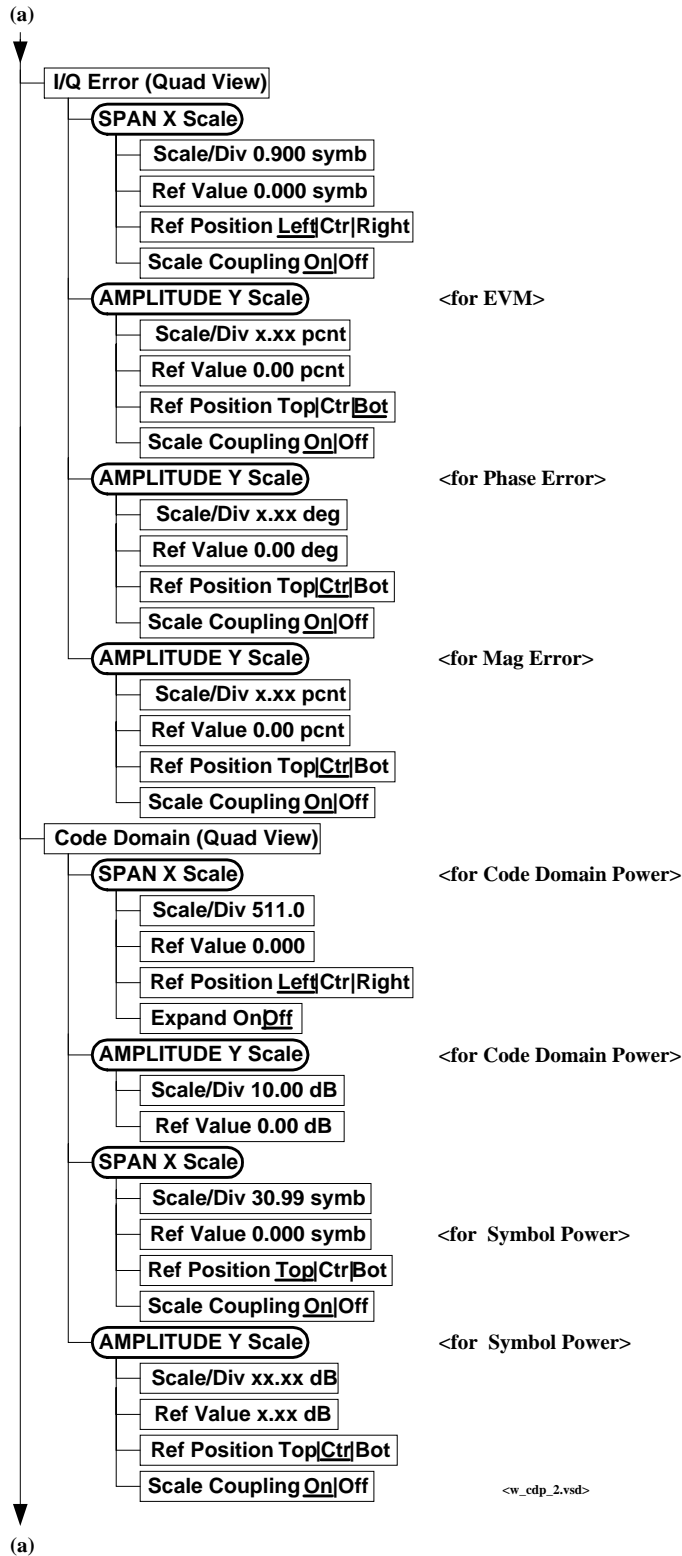 (a)
I/Q Error (Quad View)
SPAN X Scale
Scale/Div 0.900 symb
Ref Value 0.000 symb
Ref Position Left|Ctr|Right
Scale Coupling On|Off
AMPLITUDE Y Scale <for EVM>
Scale/Div x.xx pcnt
Ref Value 0.00 pcnt
Ref Position Top|Ctr|Bot
Scale Coupling On|Off
AMPLITUDE Y Scale <for Phase Error>
Scale/Div x.xx deg
Ref Value 0.00 deg
Ref Position Top|Ctr|Bot
Scale Coupling On|Off
AMPLITUDE Y Scale <for Mag Error>
Scale/Div x.xx pcnt
Ref Value 0.00 pcnt
Ref Position Top|Ctr|Bot
Scale Coupling On|Off
Code Domain (Quad View)
SPAN X Scale <for Code Domain Power>
Scale/Div 511.0
Ref Value 0.000
Ref Position Left|Ctr|Right
Expand On|Off
AMPLITUDE Y Scale <for Code Domain Power>
Scale/Div 10.00 dB
Ref Value 0.00 dB
SPAN X Scale
Scale/Div 30.99 symb
Ref Value 0.000 symb <for Symbol Power>
Ref Position Top|Ctr|Bot
Scale Coupling On|Off
AMPLITUDE Y Scale <for Symbol Power>
Scale/Div xx.xx dB
Ref Value x.xx dB
Ref Position Top|Ctr|Bot
Scale Coupling On|Off <w_cdp_2.vsd>
(a)